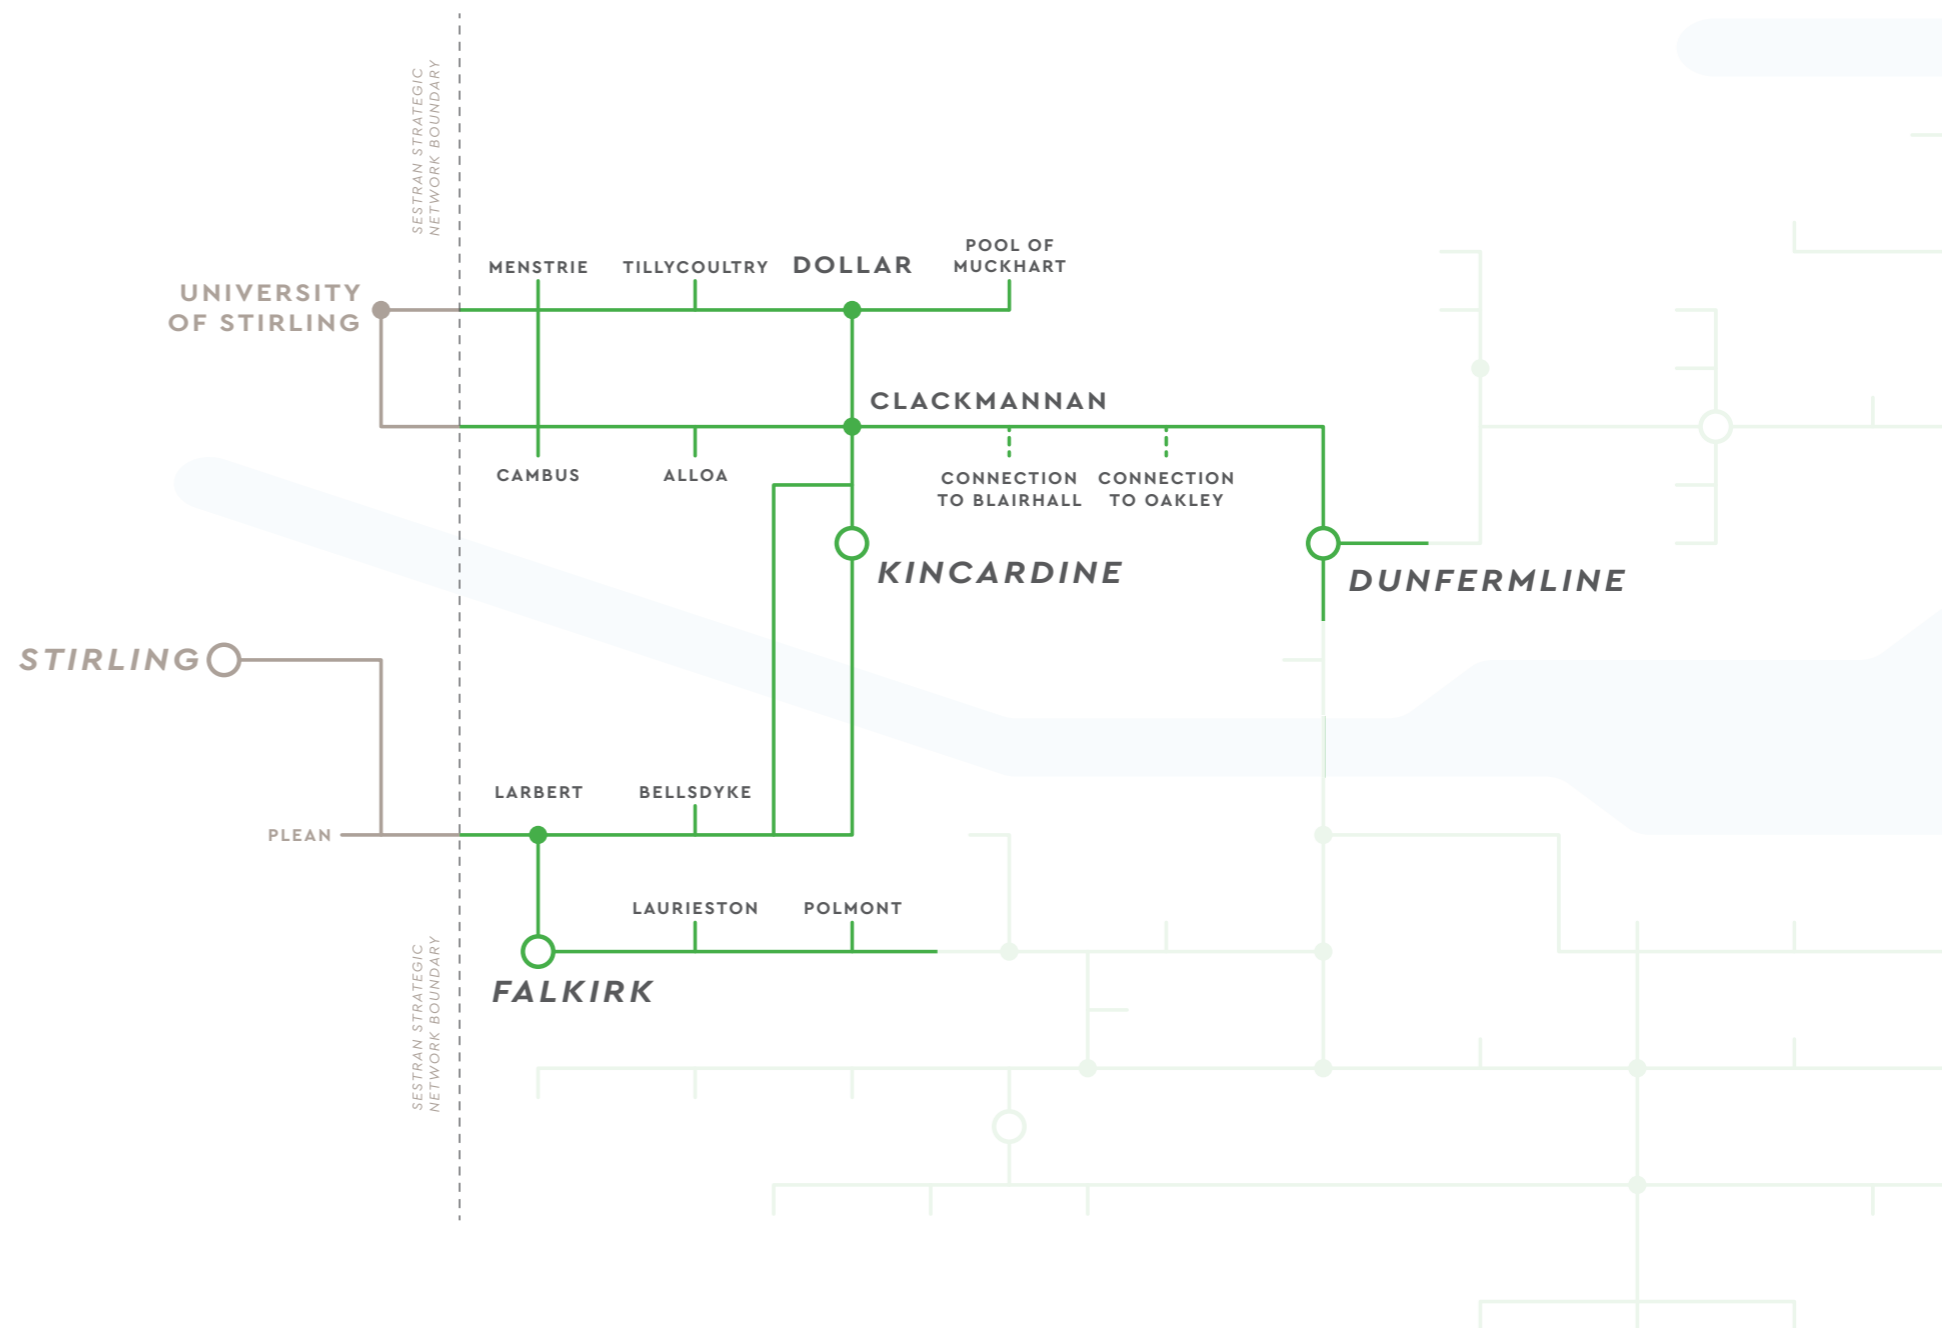 SESTRAN STRATEGIC
NETWORK BOUNDARY
MENSTRIE
TILLYCOULTRY
DOLLAR
POOL OF
MUCKHART
UNIVERSITY
OF STIRLING
CLACKMANNAN
CAMBUS
ALLOA
CONNECTION
TO BLAIRHALL
CONNECTION
TO OAKLEY
KINCARDINE
DUNFERMLINE
STIRLING
LARBERT
BELLSDYKE
PLEAN
LAURIESTON
POLMONT
FALKIRK
SESTRAN STRATEGIC
NETWORK BOUNDARY